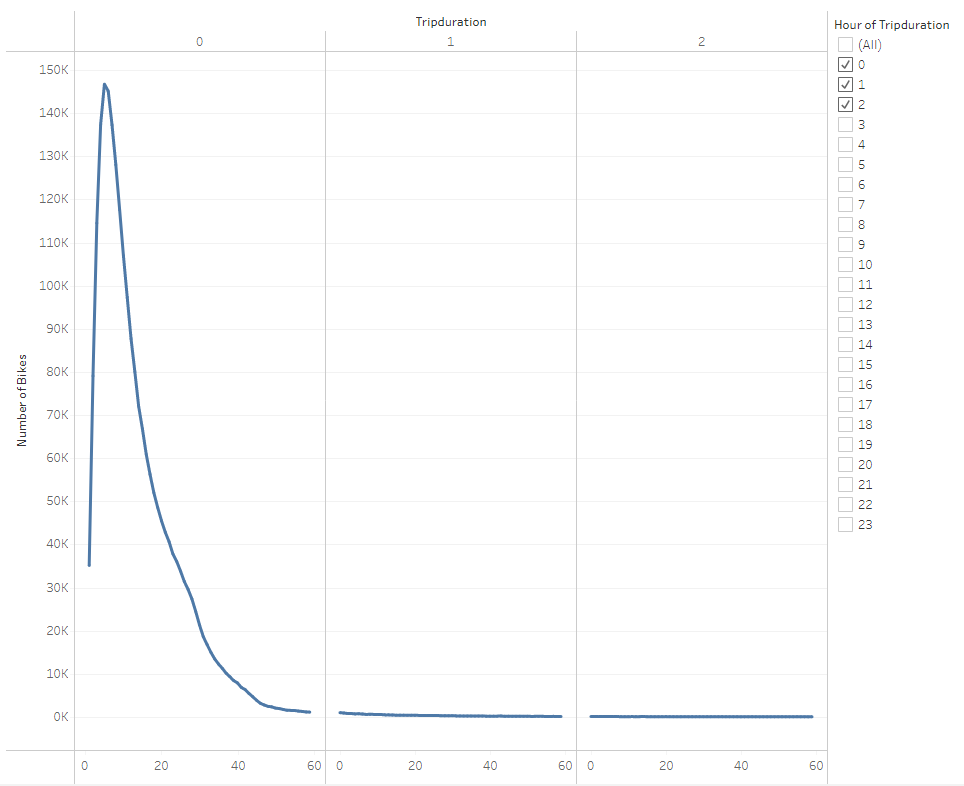 Tripduration
0 1 2
150K
140K
130K
120K
110K
100K
90K
80K
70K
60K
50K
40K
30K
20K
10K
0K
Number of Bikes
0 20 40 60 0 20 40 60 0 20 40 60
Hour of Tripduration
(All)
0
1
2
3
4
5
6
7
8
9
10
11
12
13
14
15
16
17
18
19
20
21
22
23